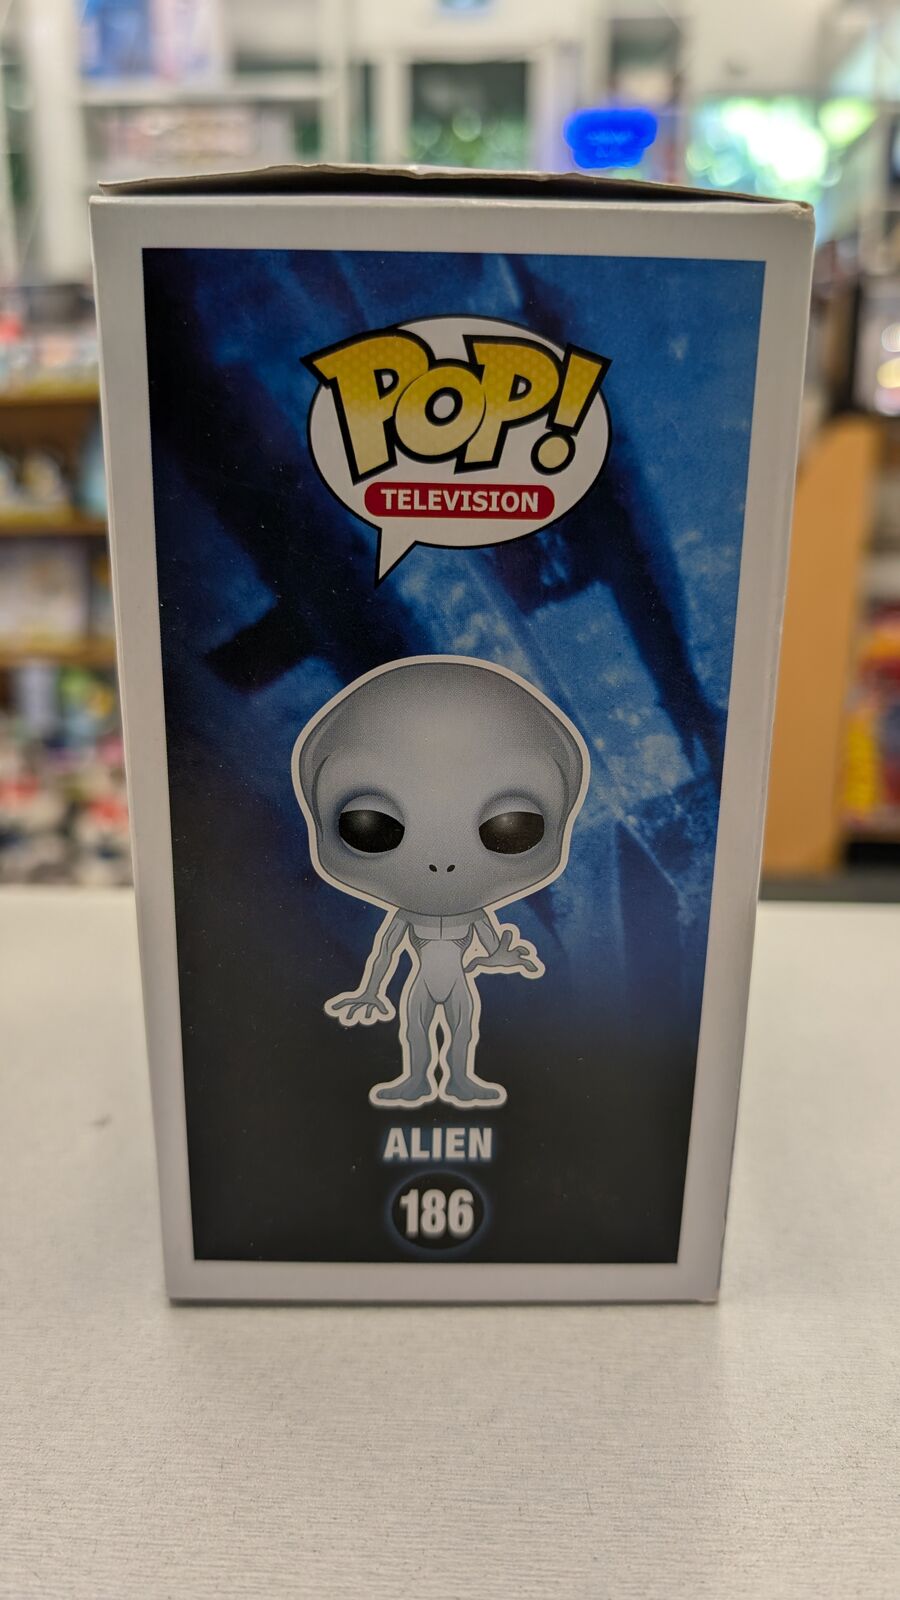 POP!
TELEVISION
ALIEN
186